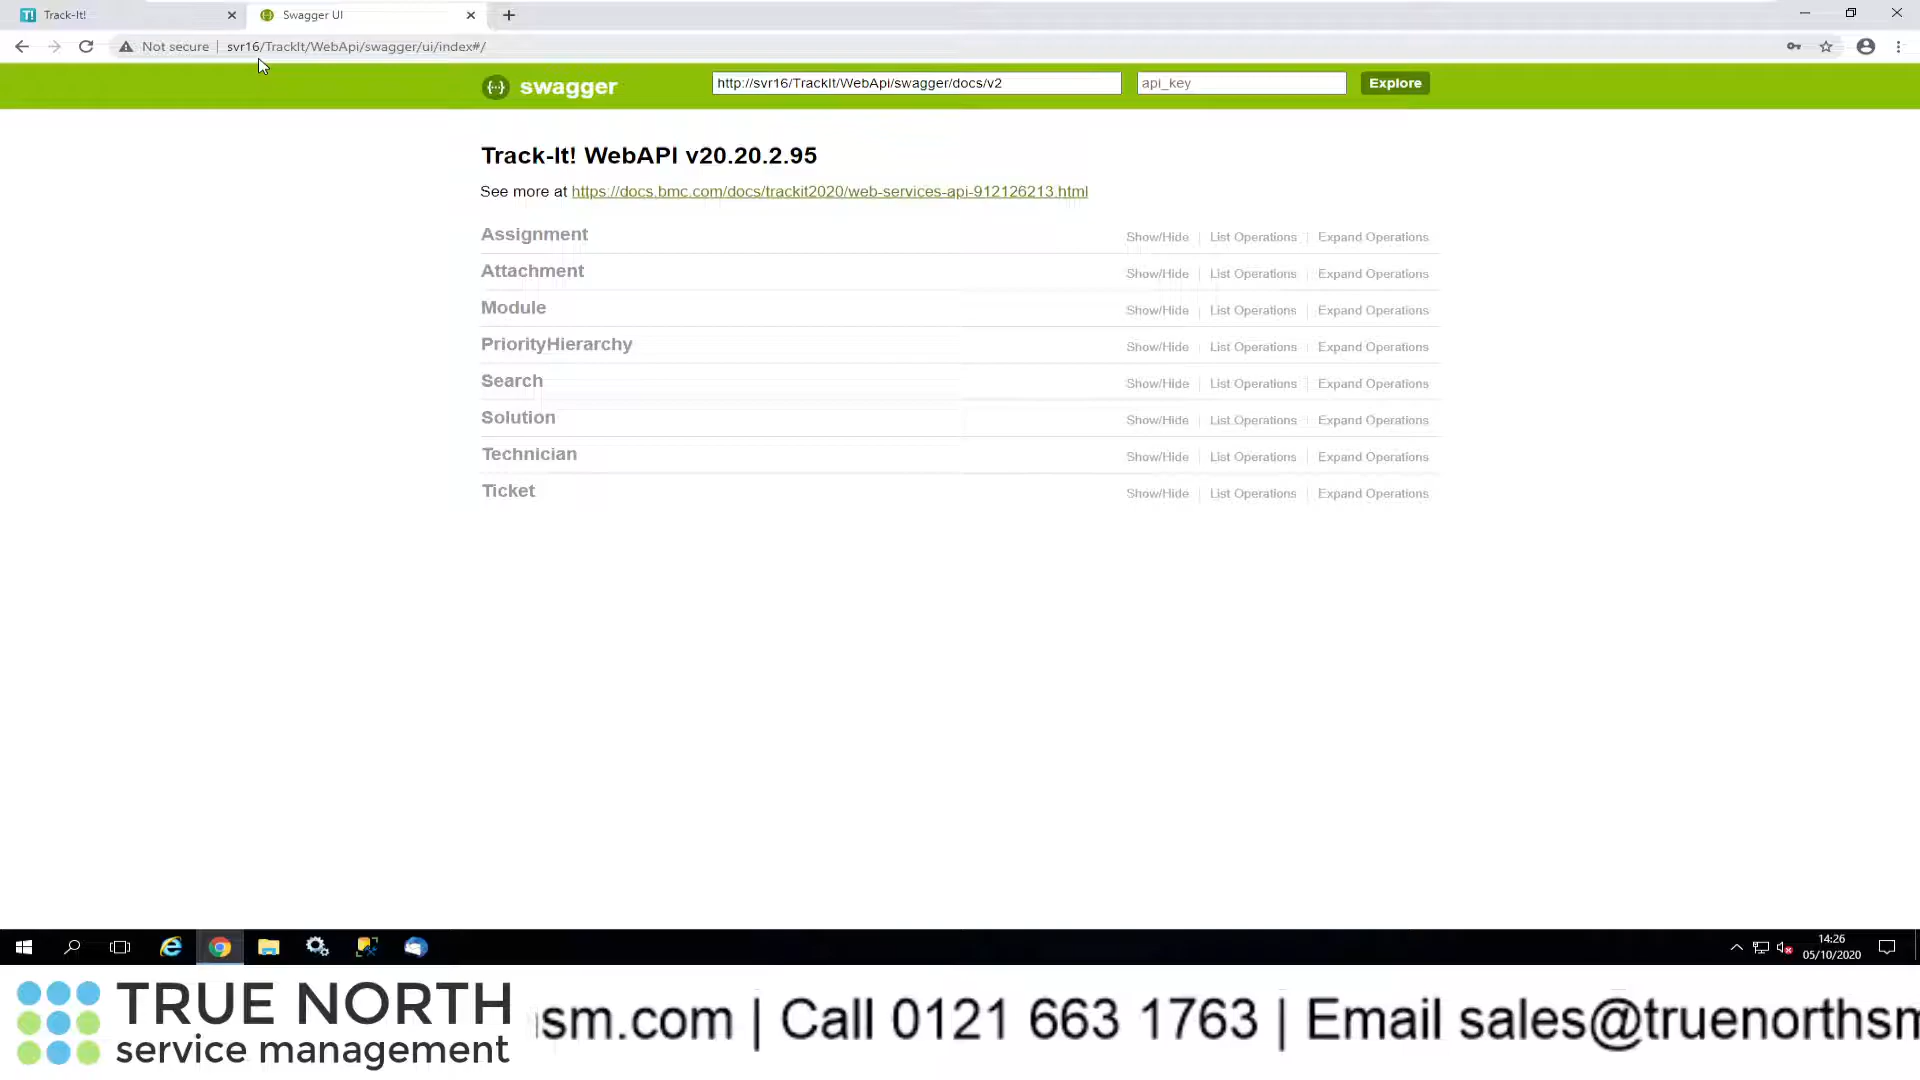 Track-It!
Swagger UI
Not secure | svr16/TrackIt/WebApi/swagger/ui/index#/
swagger
http://svr16/TrackIt/WebApi/swagger/docs/v2
api_key
Explore
Track-It! WebAPI v20.20.2.95
See more at https://docs.bmc.com/docs/trackit2020/web-services-api-912126213.html
Assignment Show/Hide List Operations Expand Operations
Attachment Show/Hide List Operations Expand Operations
Module Show/Hide List Operations Expand Operations
PriorityHierarchy Show/Hide List Operations Expand Operations
Search Show/Hide List Operations Expand Operations
Solution Show/Hide List Operations Expand Operations
Technician Show/Hide List Operations Expand Operations
Ticket Show/Hide List Operations Expand Operations
14:26
05/10/2020
TRUE NORTH
service management
sm.com | Call 0121 663 1763 | Email sales@truenorthsm